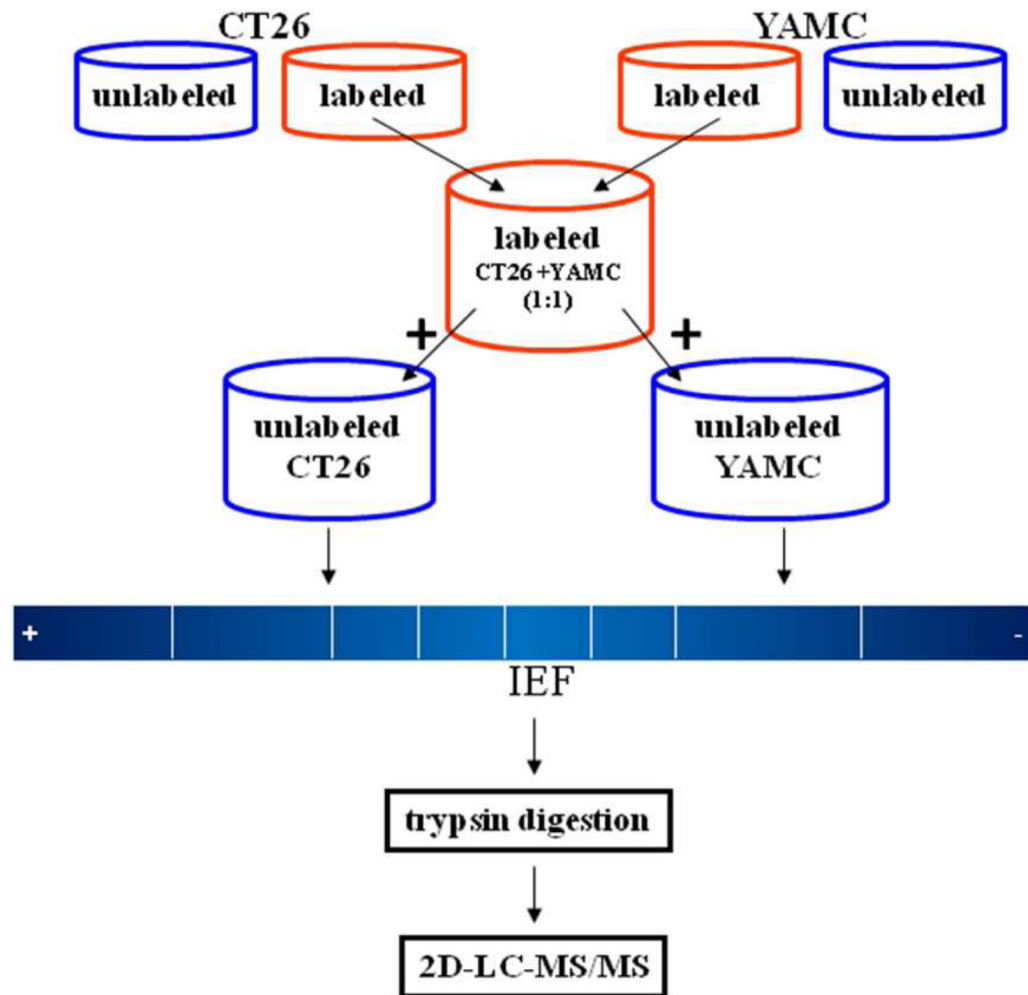 CT26
YAMC
unlabeled
labeled
labeled
unlabeled
labeled
CT26+YAMC
(1:1)
+
+
unlabeled
CT26
unlabeled
YAMC
+
-
IEF
trypsin digestion
2D-LC-MS/MS